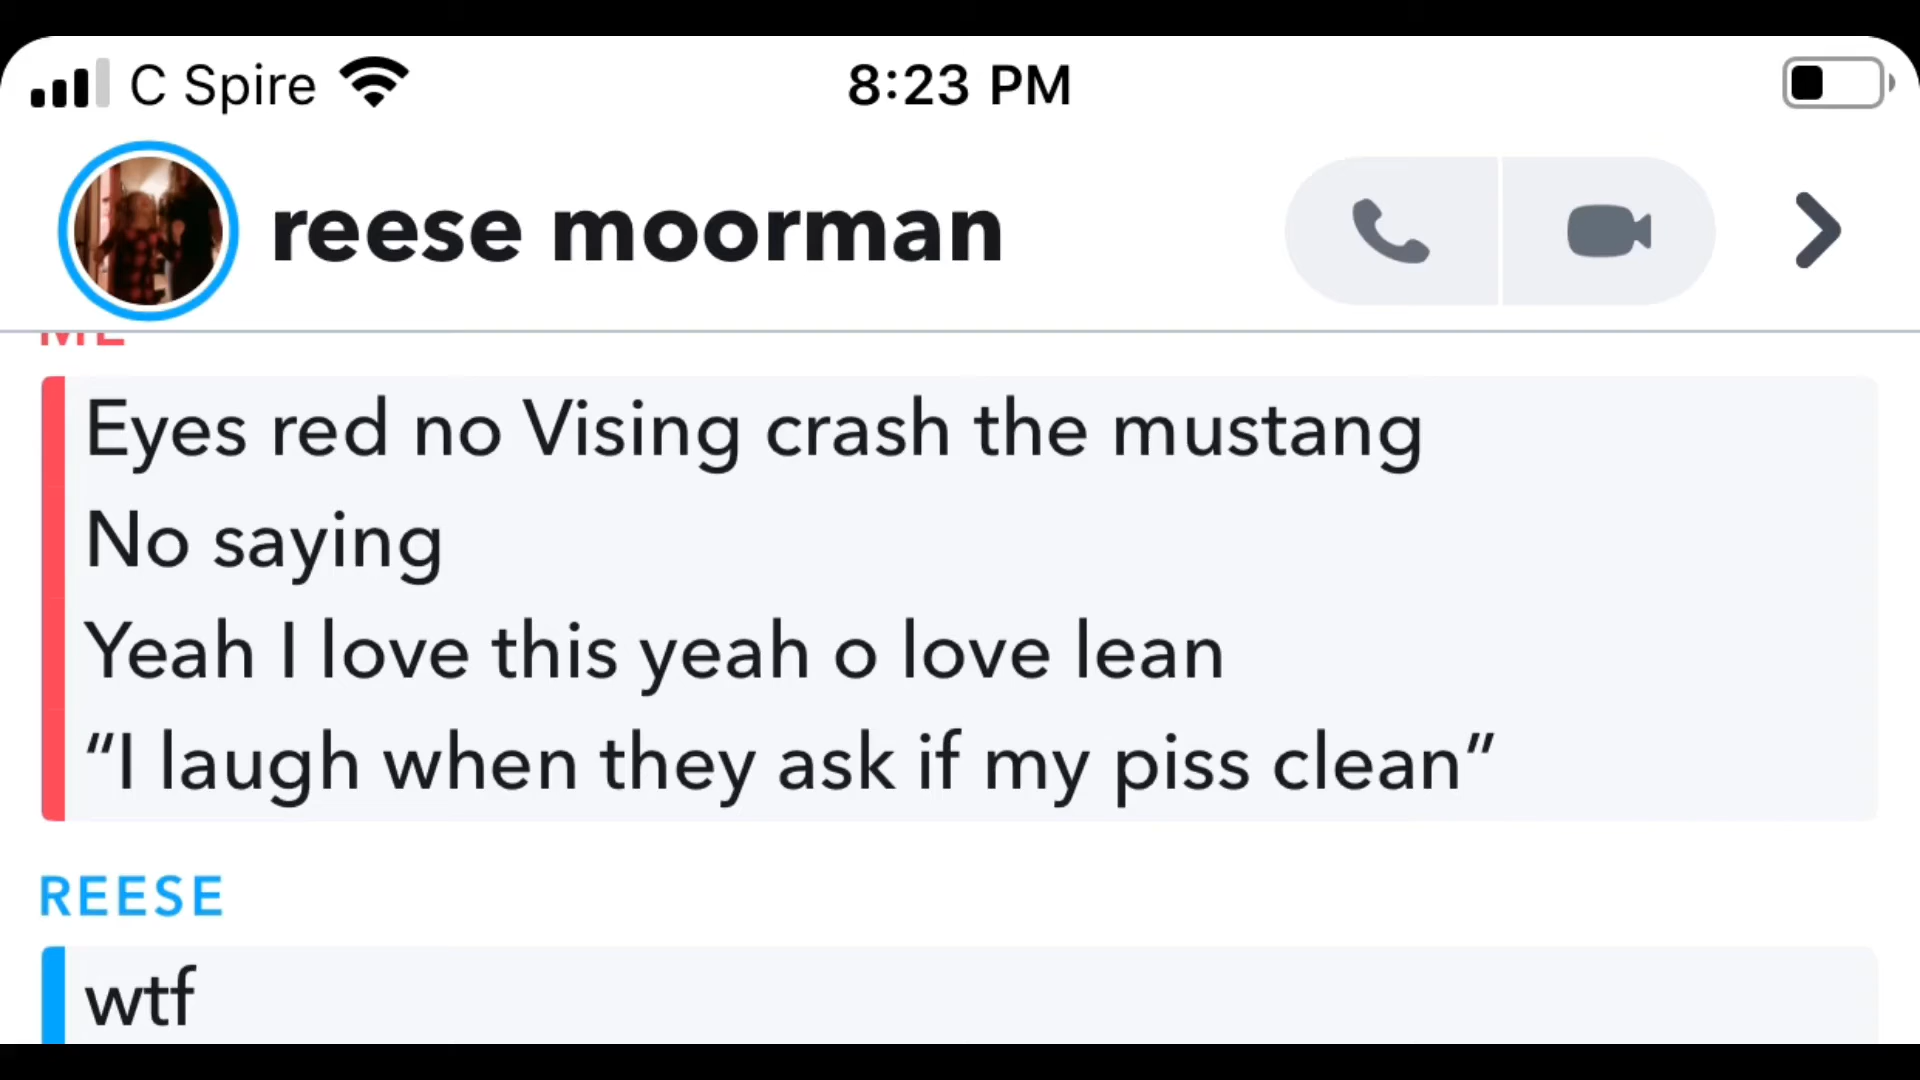 C Spire 8:23 PM
reese moorman
ME
Eyes red no Vising crash the mustang
No saying
Yeah I love this yeah o love lean
“I laugh when they ask if my piss clean”
REESE
wtf